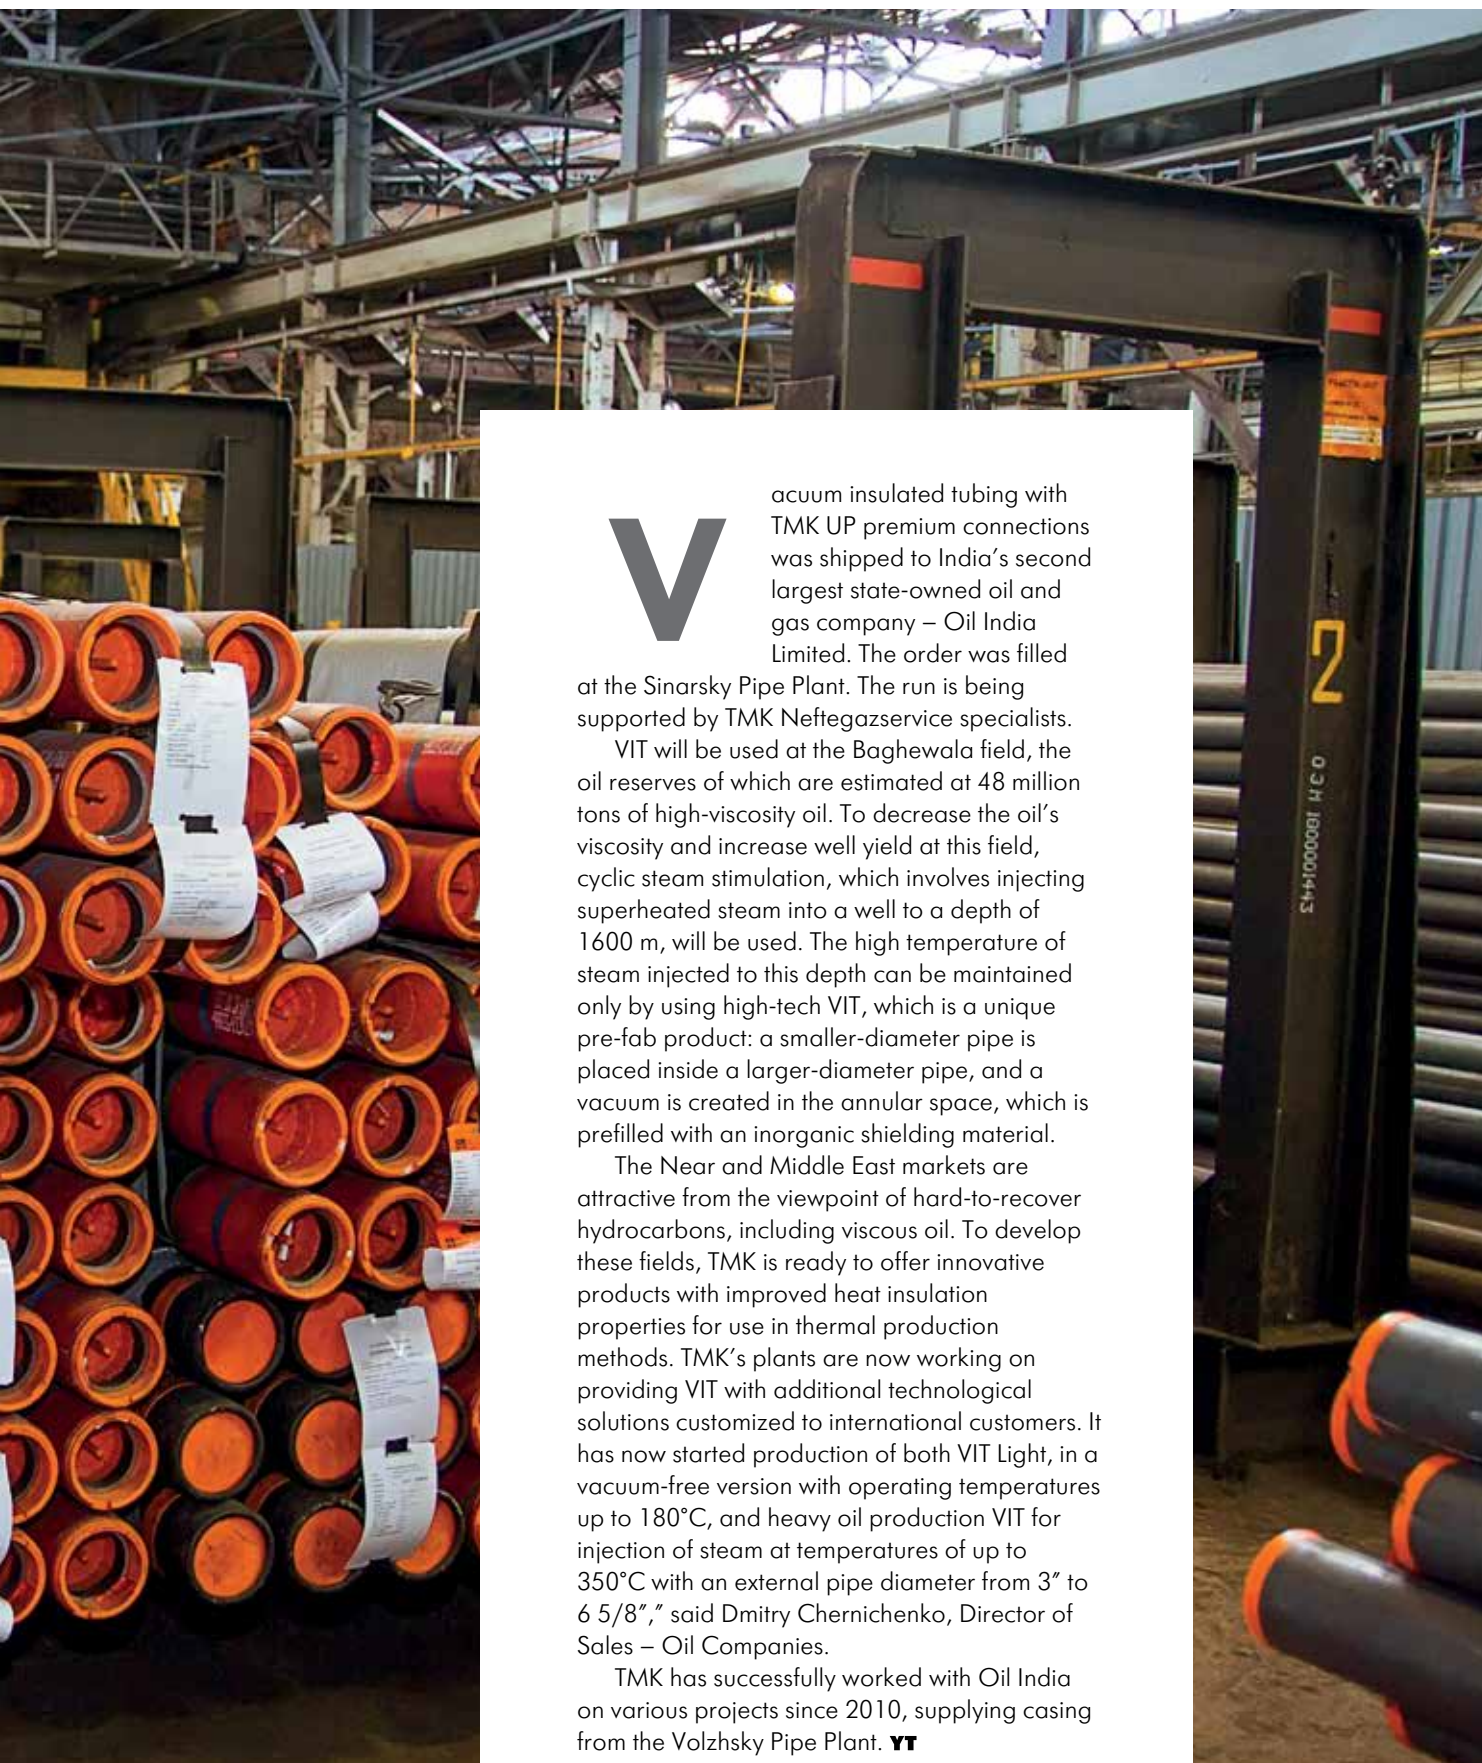 Vacuum insulated tubing with
TMK UP premium connections
was shipped to India’s second
largest state-owned oil and
gas company – Oil India
Limited. The order was filled
at the Sinarsky Pipe Plant. The run is being
supported by TMK Neftegazservice specialists.
VIT will be used at the Baghewala field, the
oil reserves of which are estimated at 48 million
tons of high-viscosity oil. To decrease the oil’s
viscosity and increase well yield at this field,
cyclic steam stimulation, which involves injecting
superheated steam into a well to a depth of
1600 m, will be used. The high temperature of
steam injected to this depth can be maintained
only by using high-tech VIT, which is a unique
pre-fab product: a smaller-diameter pipe is
placed inside a larger-diameter pipe, and a
vacuum is created in the annular space, which is
prefilled with an inorganic shielding material.
The Near and Middle East markets are
attractive from the viewpoint of hard-to-recover
hydrocarbons, including viscous oil. To develop
these fields, TMK is ready to offer innovative
products with improved heat insulation
properties for use in thermal production
methods. TMK’s plants are now working on
providing VIT with additional technological
solutions customized to international customers. It
has now started production of both VIT Light, in a
vacuum-free version with operating temperatures
up to 180°C, and heavy oil production VIT for
injection of steam at temperatures of up to
350°C with an external pipe diameter from 3″ to
6 5/8″,″ said Dmitry Chernichenko, Director of
Sales – Oil Companies.
TMK has successfully worked with Oil India
on various projects since 2010, supplying casing
from the Volzhsky Pipe Plant. YT
2